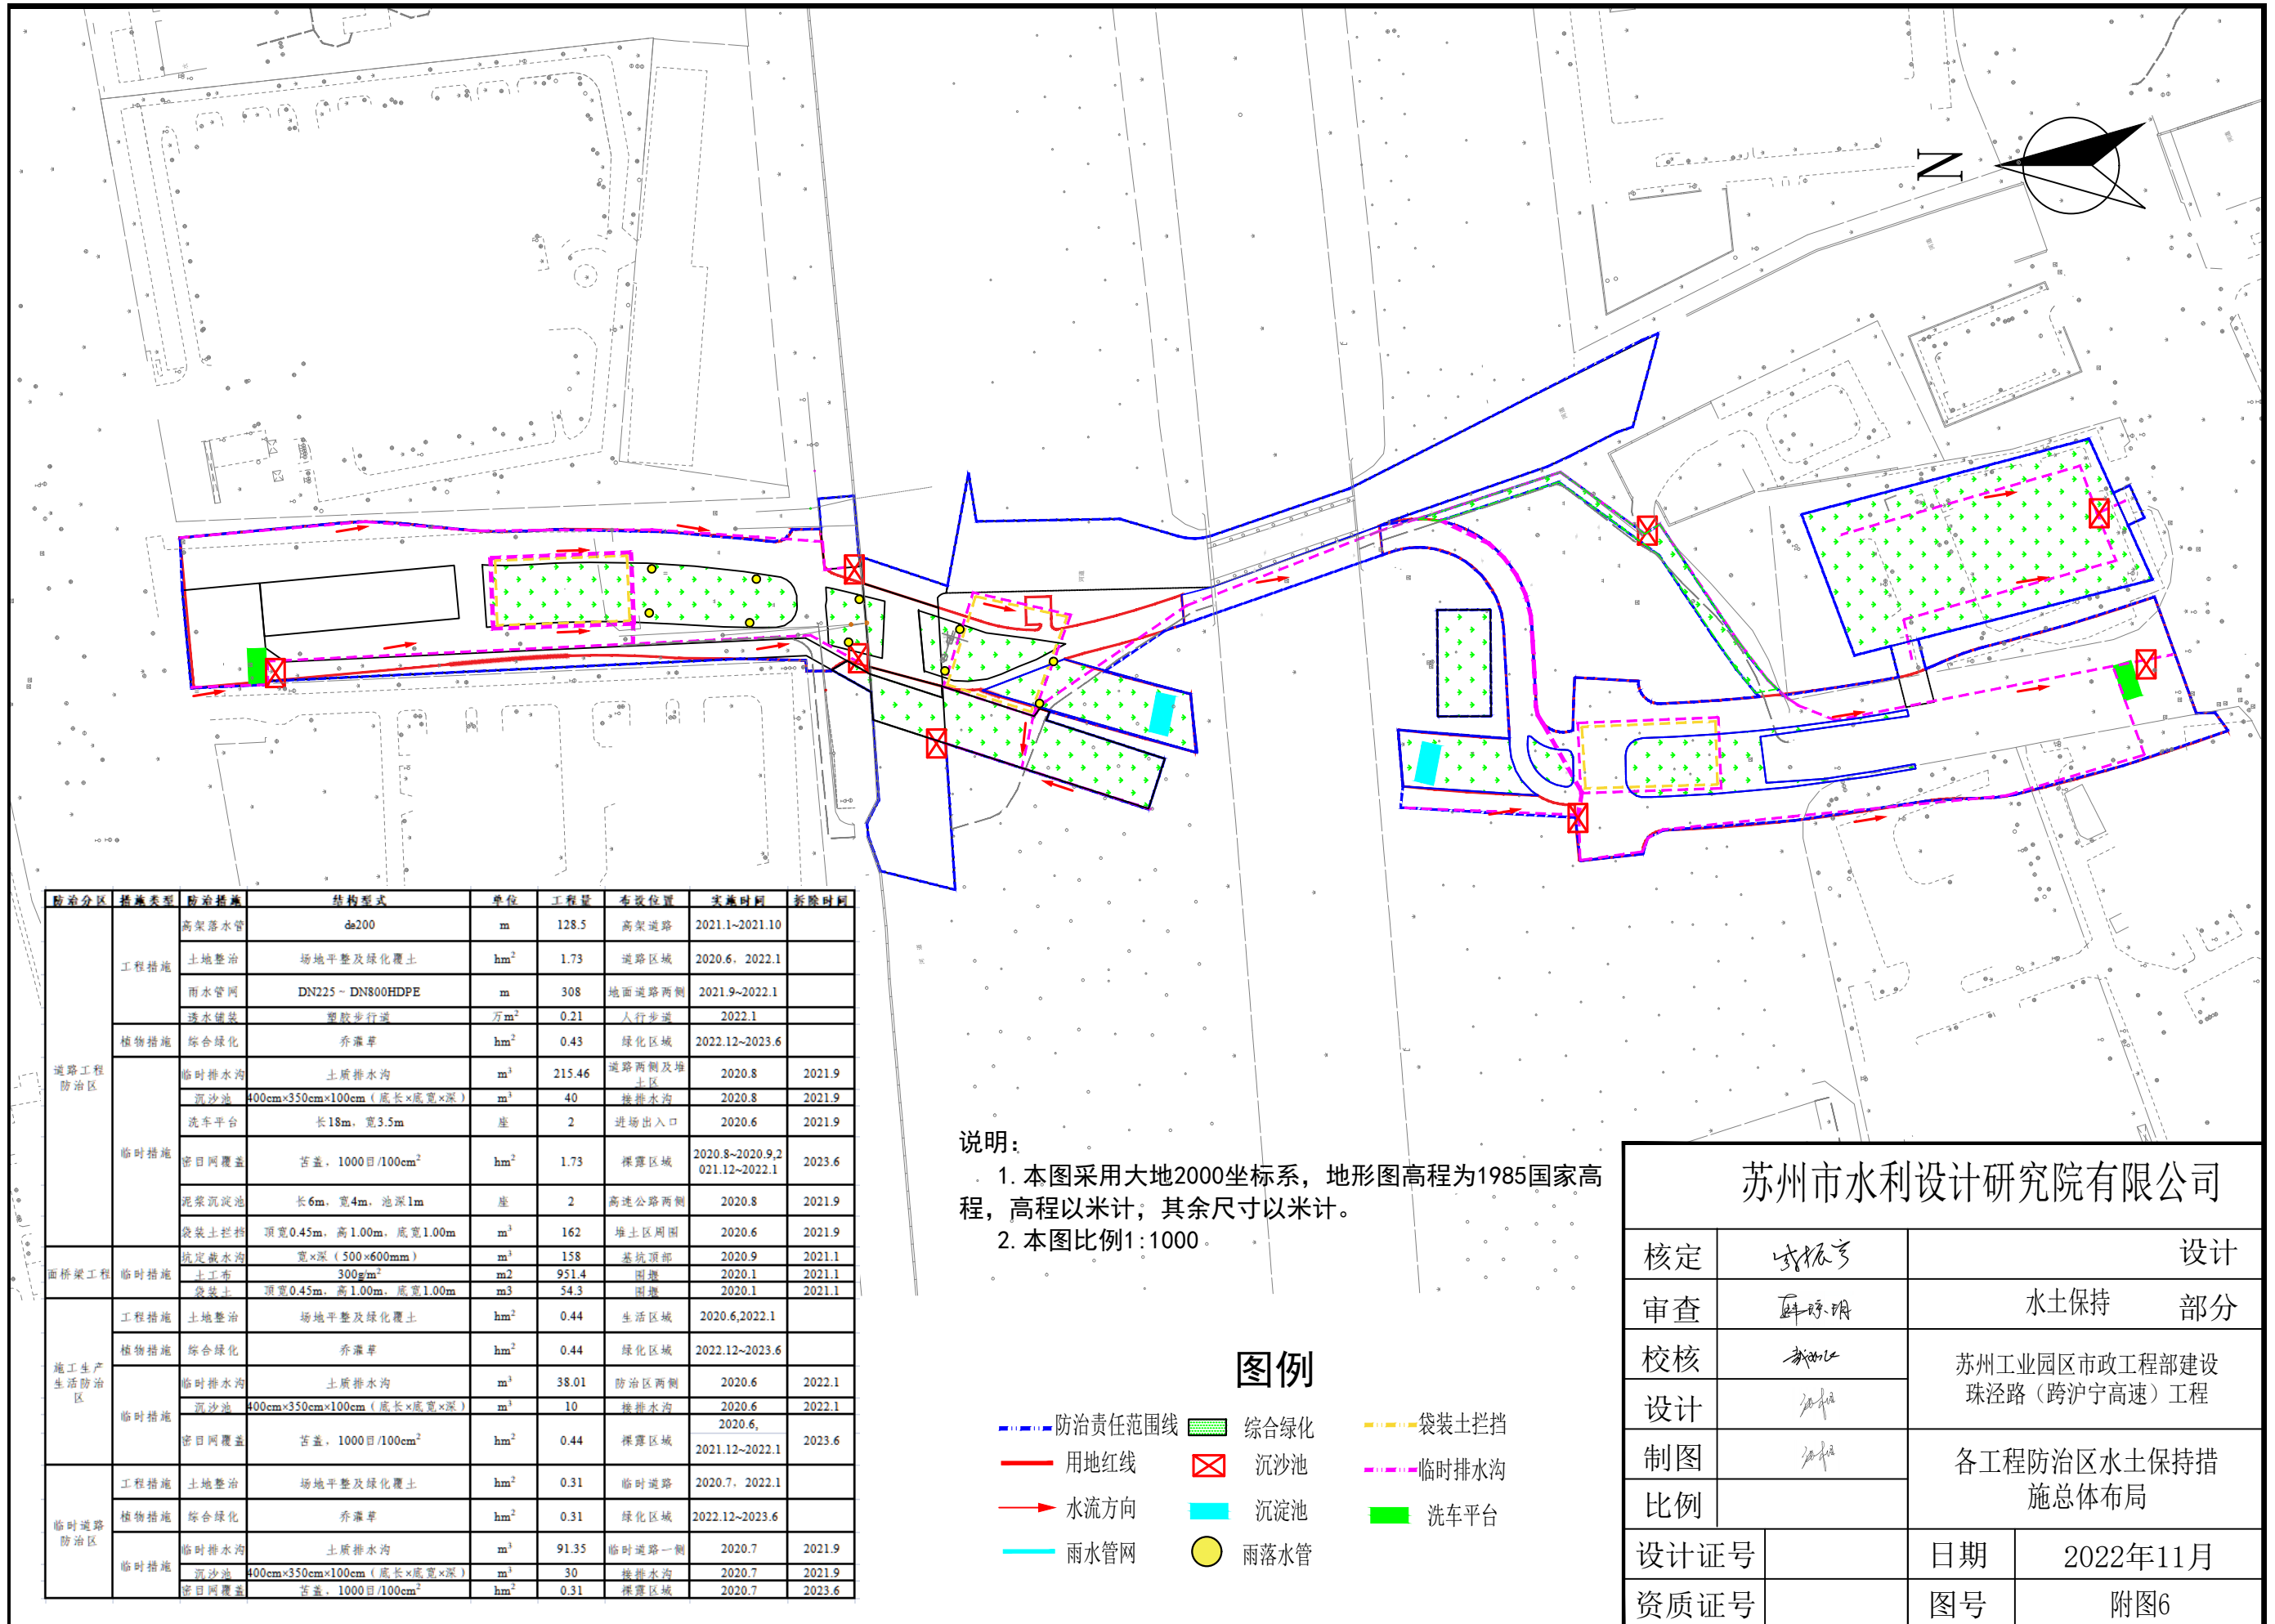 N
防治分区 措施类型 防治措施 结构型式 单位 工程量 布设位置 实施时间 拆除时间
道路工程防治区 工程措施 高架落水管 de200 m 128.5 高架道路 2021.1~2021.10
土地整治 场地平整及绿化覆土 hm² 1.73 道路区域 2020.6，2022.1
雨水管网 DN225～DN800HDPE m 308 地面道路两侧 2021.9~2022.1
透水铺装 塑胶步行道 万m² 0.21 人行步道 2022.1
植物措施 综合绿化 乔灌草 hm² 0.43 绿化区域 2022.12~2023.6
临时措施 临时排水沟 土质排水沟 m³ 215.46 道路两侧及堆土区 2020.8 2021.9
沉沙池 400cm×350cm×100cm（底长×底宽×深） m³ 40 接排水沟 2020.8 2021.9
洗车平台 长18m，宽3.5m 座 2 进场出入口 2020.6 2021.9
密目网覆盖 苫盖，1000目/100cm² hm² 1.73 裸露区域 2020.8~2020.9,2021.12~2022.1 2023.6
泥浆沉淀池 长6m，宽4m，池深1m 座 2 高速公路两侧 2020.8 2021.9
袋装土拦挡 顶宽0.45m，高1.00m，底宽1.00m m³ 162 堆土区周围 2020.6 2021.9
面桥梁工程 临时措施 坑定截水沟 宽×深（500×600mm） m³ 158 基坑顶部 2020.9 2021.1
土工布 300g/m² m2 951.4 围堰 2020.1 2021.1
袋装土 顶宽0.45m，高1.00m，底宽1.00m m3 54.3 围堰 2020.1 2021.1
施工生产生活防治区 工程措施 土地整治 场地平整及绿化覆土 hm² 0.44 生活区域 2020.6,2022.1
植物措施 综合绿化 乔灌草 hm² 0.44 绿化区域 2022.12~2023.6
临时措施 临时排水沟 土质排水沟 m³ 38.01 防治区两侧 2020.6 2022.1
沉沙池 400cm×350cm×100cm（底长×底宽×深） m³ 10 接排水沟 2020.6 2022.1
密目网覆盖 苫盖，1000目/100cm² hm² 0.44 裸露区域 2020.6, 2021.12~2022.1 2023.6
临时道路防治区 工程措施 土地整治 场地平整及绿化覆土 hm² 0.31 临时道路 2020.7，2022.1
植物措施 综合绿化 乔灌草 hm² 0.31 绿化区域 2022.12~2023.6
临时措施 临时排水沟 土质排水沟 m³ 91.35 临时道路一侧 2020.7 2021.9
沉沙池 400cm×350cm×100cm（底长×底宽×深） m³ 30 接排水沟 2020.7 2021.9
密目网覆盖 苫盖，1000目/100cm² hm² 0.31 裸露区域 2020.7 2023.6
说明：
1.本图采用大地2000坐标系，地形图高程为1985国家高
程，高程以米计；其余尺寸以米计。
2.本图比例1:1000
图例
防治责任范围线 综合绿化 袋装土拦挡
用地红线 沉沙池 临时排水沟
水流方向 沉淀池 洗车平台
雨水管网 雨落水管
苏州市水利设计研究院有限公司
核定 设计
审查 水土保持 部分
校核 苏州工业园区市政工程部建设
珠泾路（跨沪宁高速）工程
设计
制图 各工程防治区水土保持措
施总体布局
比例
设计证号 日期 2022年11月
资质证号 图号 附图6